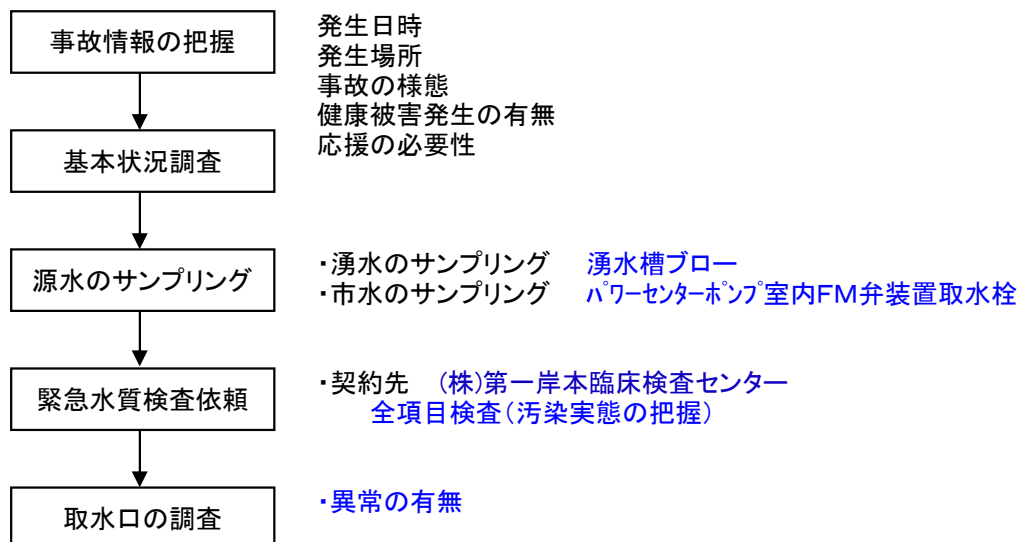 事故情報の把握
発生日時
発生場所
事故の様態
健康被害発生の有無
応援の必要性
基本状況調査
源水のサンプリング
・湧水のサンプリング 湧水槽ブロー
・市水のサンプリング ﾊﾟﾜｰｾﾝﾀｰﾎﾟﾝﾌﾟ室内FM弁装置取水栓
緊急水質検査依頼
・契約先 (株)第一岸本臨床検査センター
全項目検査(汚染実態の把握)
取水口の調査
・異常の有無